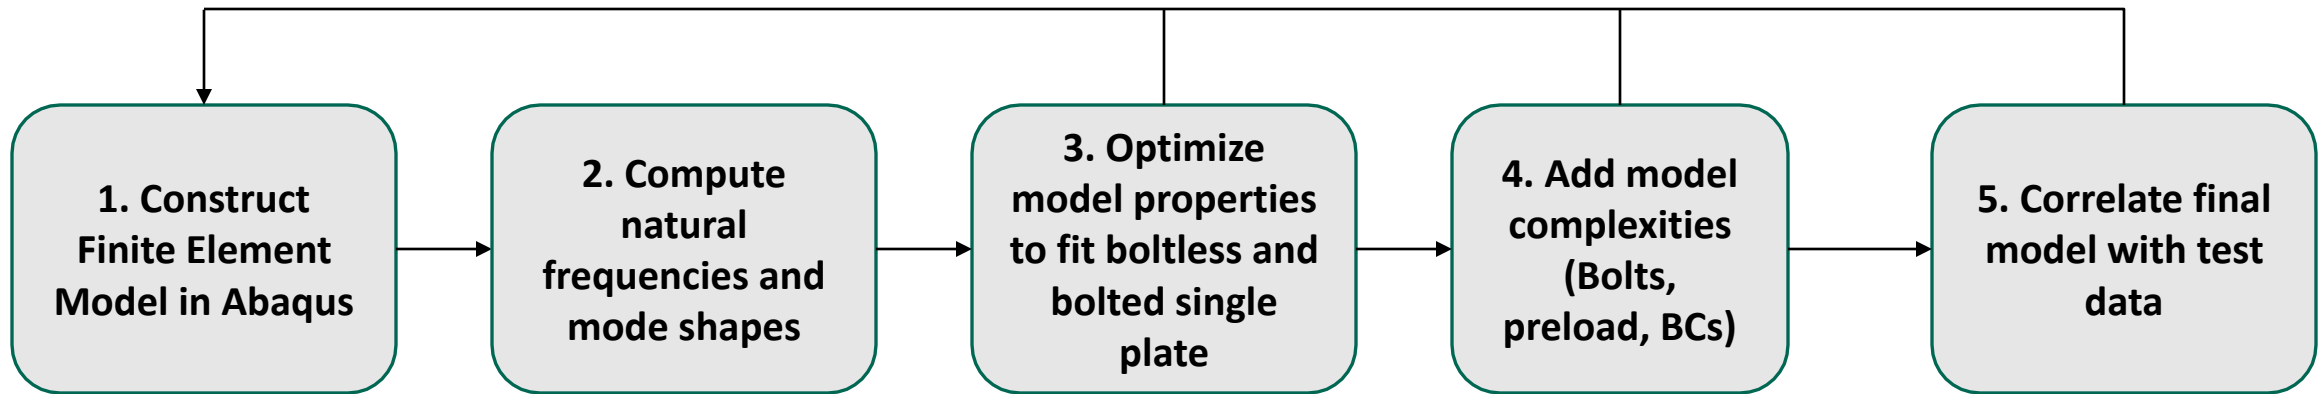 1. Construct
Finite Element
Model in Abaqus
2. Compute
natural
frequencies and
mode shapes
3. Optimize
model properties
to fit boltless and
bolted single
plate
4. Add model
complexities
(Bolts,
preload, BCs)
5. Correlate final
model with test
data